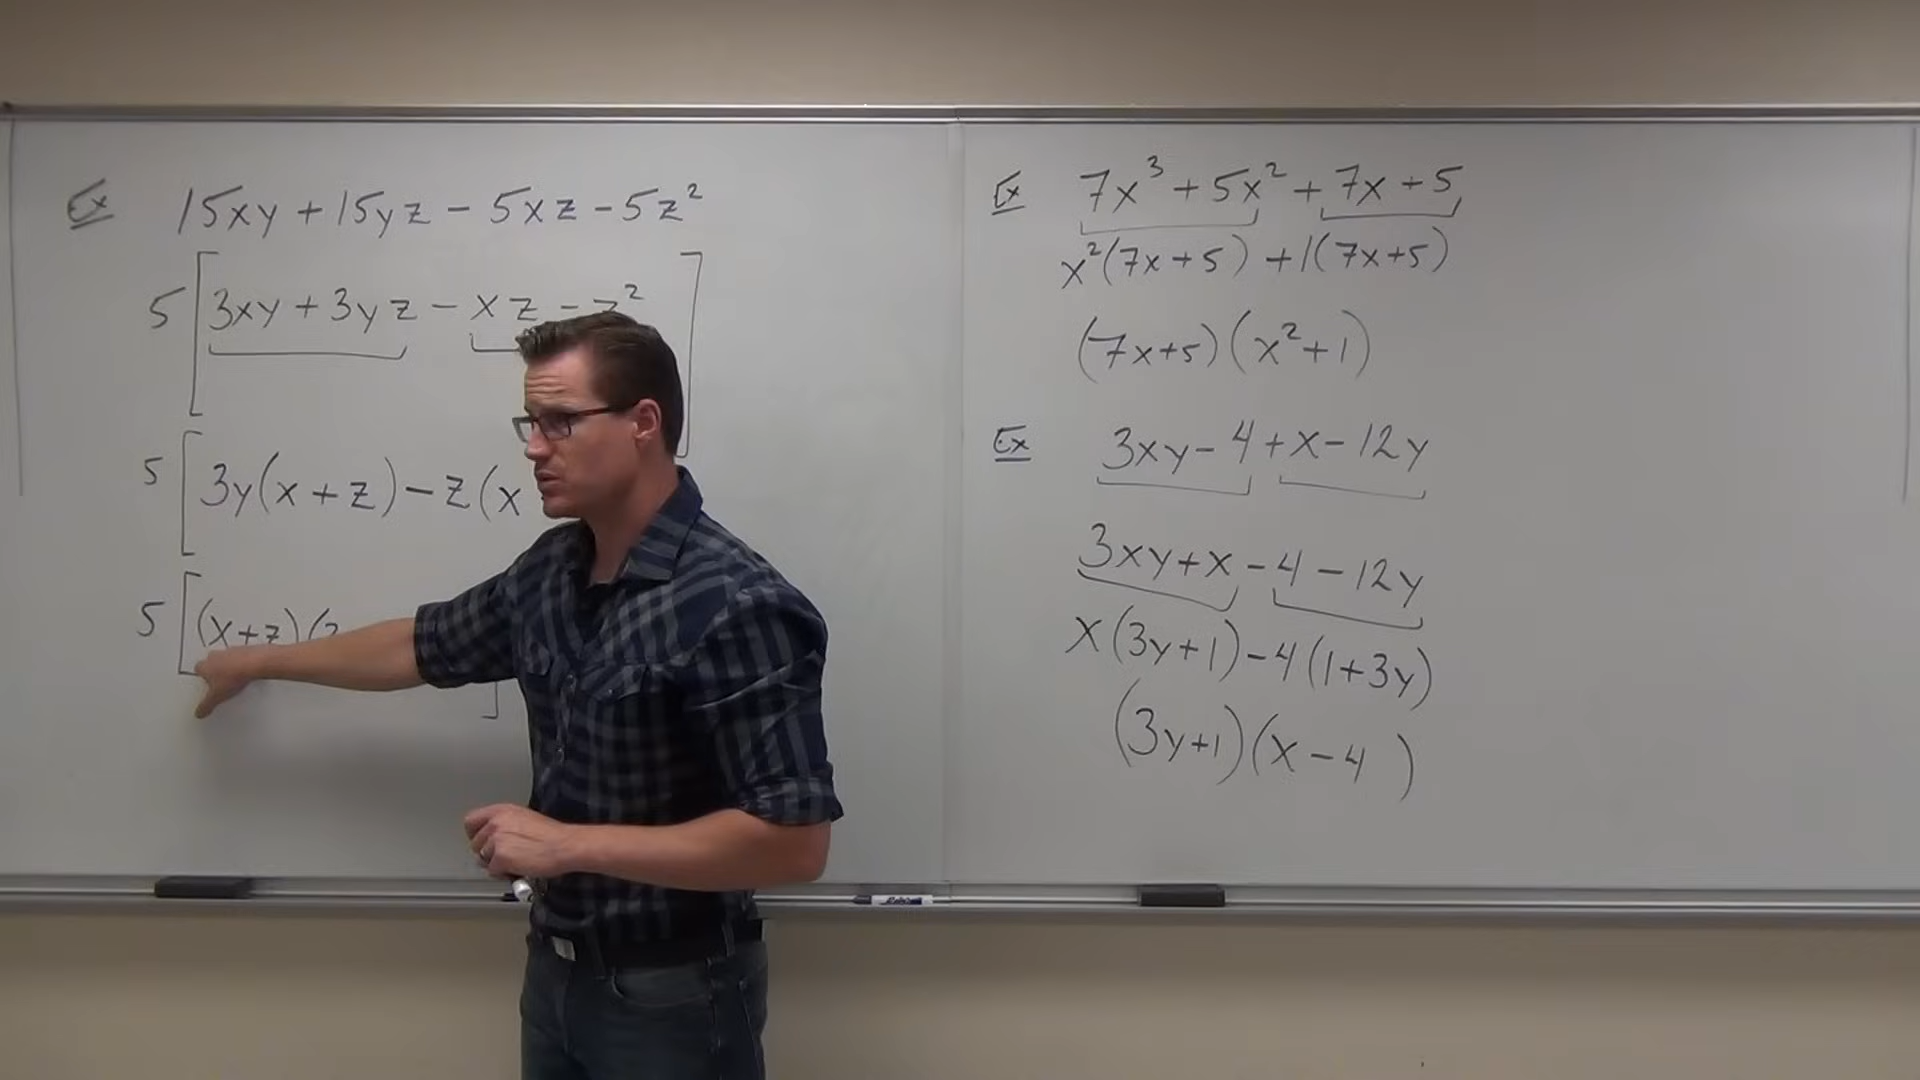 Ex 15xy + 15yz - 5xz - 5z²
5 [ 3xy + 3yz - xz - z² ]
5 [ 3y(x + z) - z(x
5 [ (x+z)(3 ]
Ex 7x³ + 5x² + 7x + 5
x²(7x + 5) + 1(7x+5)
(7x+5)(x²+1)
Ex 3xy - 4 + x - 12y
3xy + x - 4 - 12y
x(3y+1) - 4(1+3y)
(3y+1)(x - 4 )